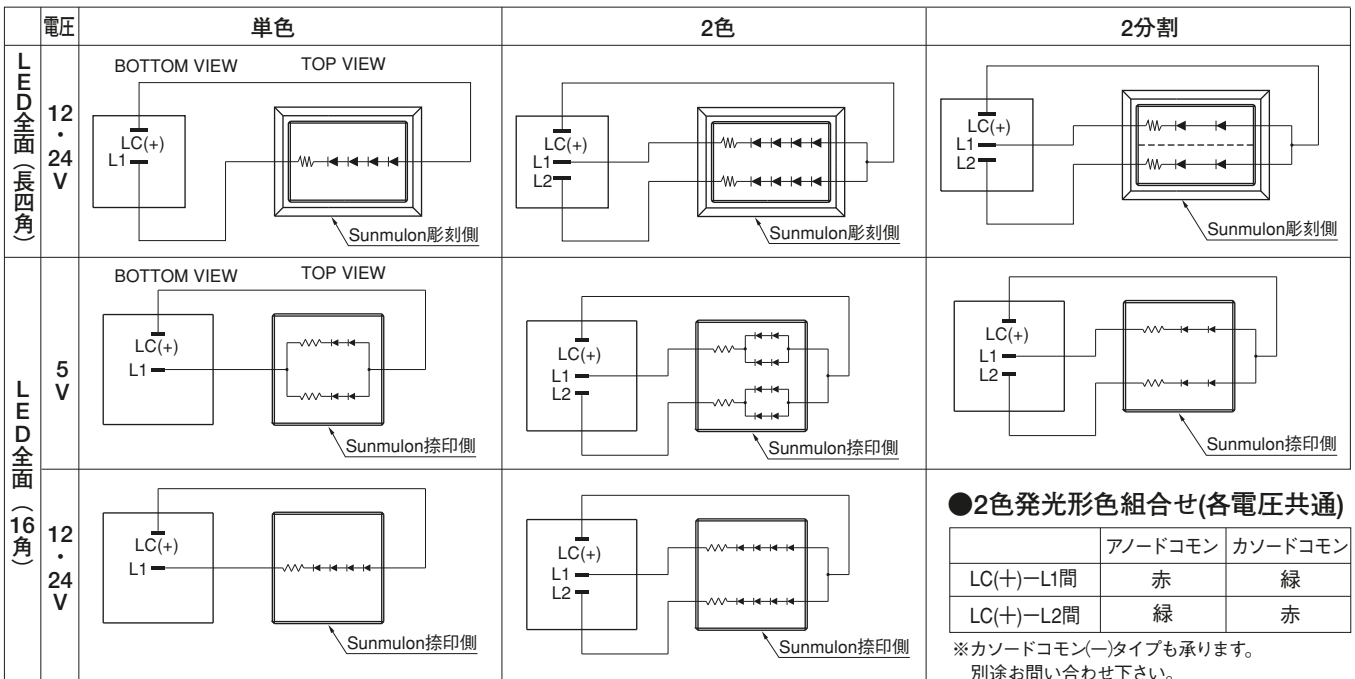 電圧 単色 2色 2分割
LED全面(長四角)
12・24V
BOTTOM VIEW TOP VIEW
LC(+)
L1
Sunmulon彫刻側
LC(+)
L1
L2
Sunmulon彫刻側
LC(+)
L1
L2
Sunmulon彫刻側
LED全面(16角)
5V
BOTTOM VIEW TOP VIEW
LC(+)
L1
Sunmulon捺印側
LC(+)
L1
L2
Sunmulon捺印側
LC(+)
L1
L2
Sunmulon捺印側
12・24V
LC(+)
L1
Sunmulon捺印側
LC(+)
L1
L2
Sunmulon捺印側
●2色発光形色組合せ(各電圧共通)
アノードコモン カソードコモン
LC(+)ーL1間 赤 緑
LC(+)ーL2間 緑 赤
※カソードコモン(ー)タイプも承ります。
別途お問い合わせ下さい。